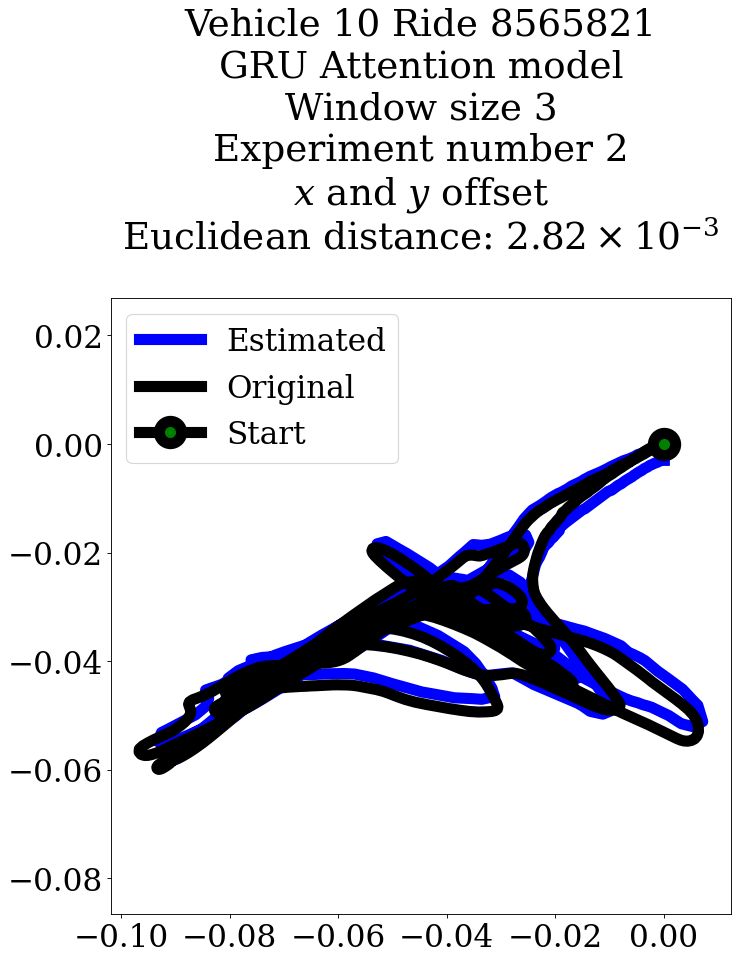 Vehicle 10 Ride 8565821
GRU Attention model
Window size 3
Experiment number 2
x and y offset
Euclidean distance: 2.82 × 10⁻³
Estimated
Original
Start
0.02
0.00
−0.02
−0.04
−0.06
−0.08
−0.10 −0.08 −0.06 −0.04 −0.02 0.00